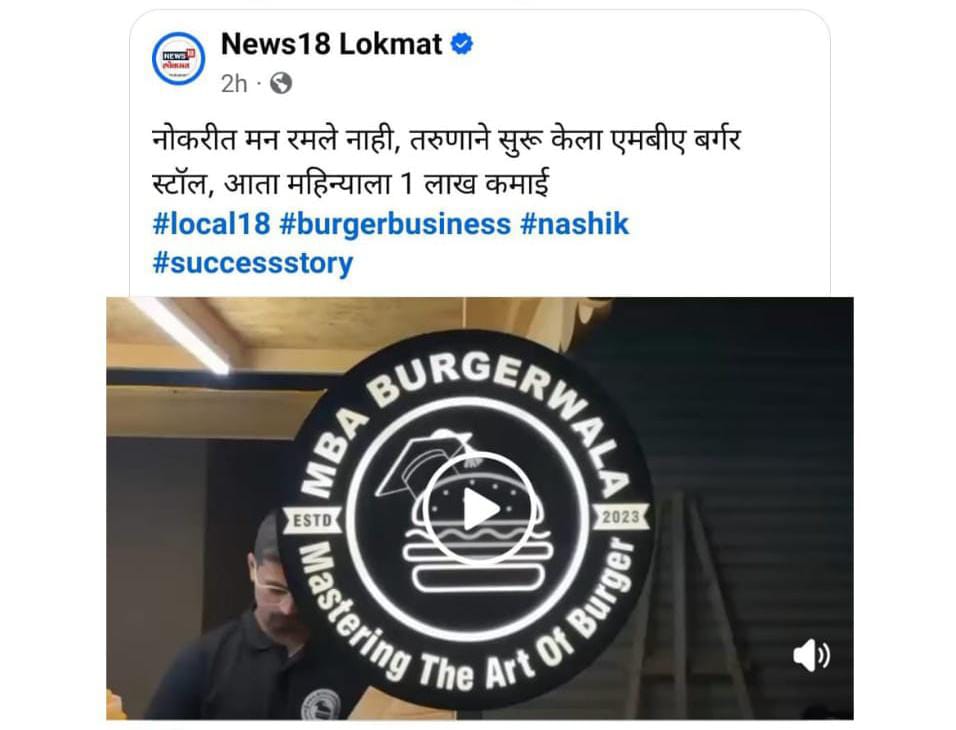 News18 Lokmat
NEWS18
लोकमत
2h ·
नोकरीत मन रमले नाही, तरुणाने सुरू केला एमबीए बर्गर
स्टॉल, आता महिन्याला 1 लाख कमाई
#local18 #burgerbusiness #nashik
#successstory
MBA BURGERWALA
ESTD
2023
Mastering The Art Of Burger